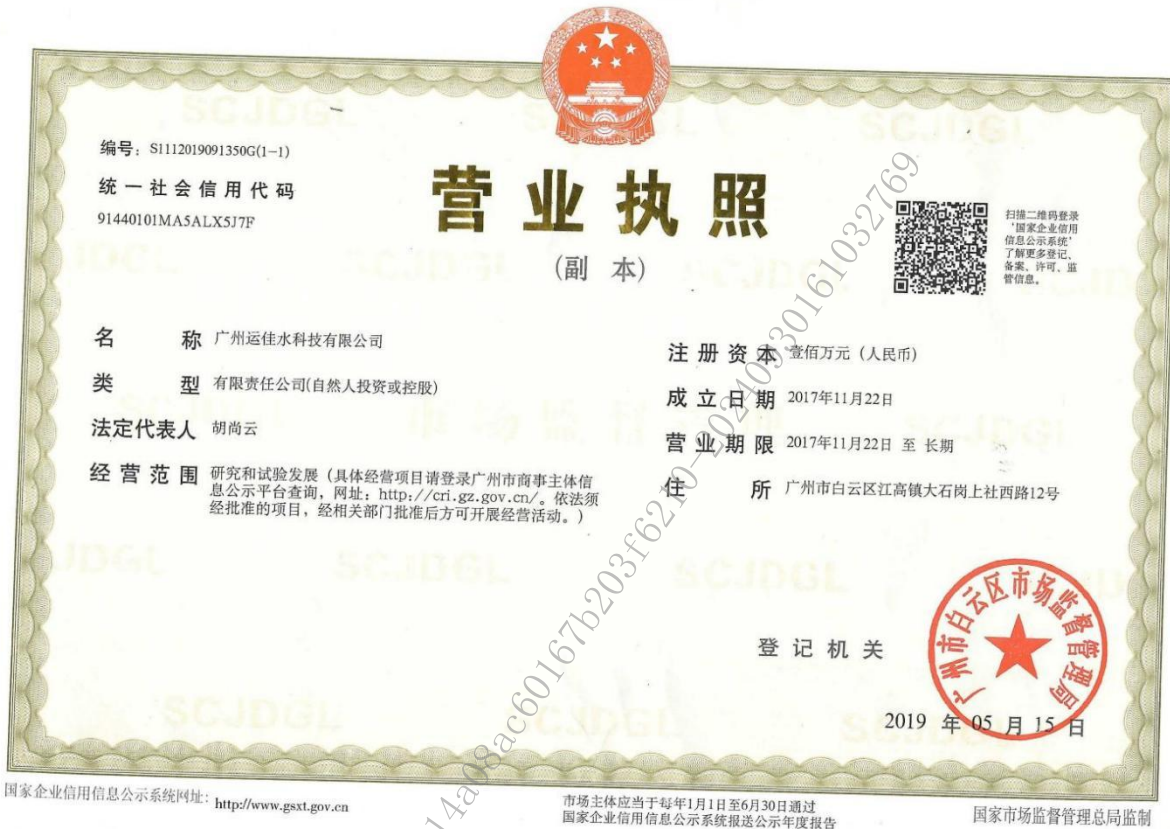 编号：S1112019091350G(1-1)
统一社会信用代码
91440101MA5ALX5J7F
营业执照
(副 本)
扫描二维码登录
‘国家企业信用
信息公示系统’
了解更多登记、
备案、许可、监
管信息。
名 称 广州运佳水科技有限公司
类 型 有限责任公司(自然人投资或控股)
法定代表人 胡尚云
经营范围 研究和试验发展（具体经营项目请登录广州市商事主体信
息公示平台查询，网址：http://cri.gz.gov.cn/。依法须
经批准的项目，经相关部门批准后方可开展经营活动。）
注册资本 壹佰万元（人民币）
成立日期 2017年11月22日
营业期限 2017年11月22日 至 长期
住 所 广州市白云区江高镇大石岗上社西路12号
登记机关
广州市白云区市场监督管理局
2019 年 05 月 15 日
国家企业信用信息公示系统网址：http://www.gsxt.gov.cn
市场主体应当于每年1月1日至6月30日通过
国家企业信用信息公示系统报送公示年度报告
国家市场监督管理总局监制
SCJDGL